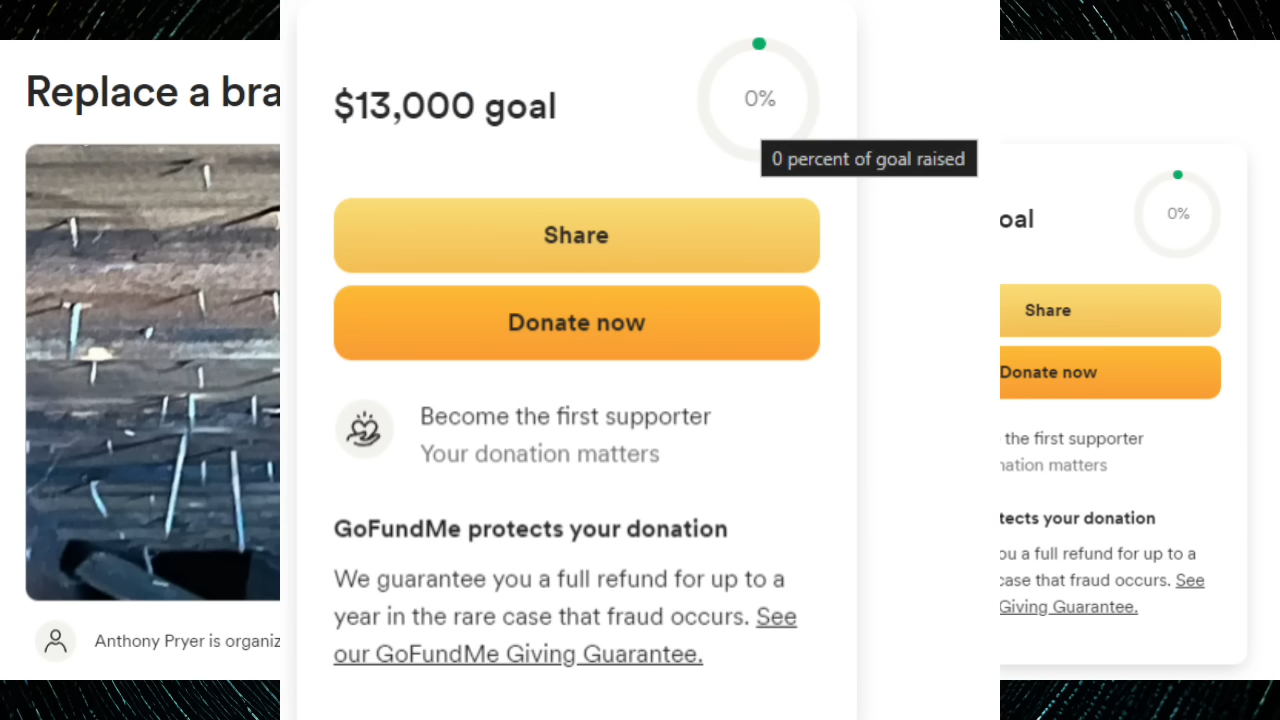 Replace a bra
$13,000 goal
0%
0 percent of goal raised
Share
Donate now
Become the first supporter
Your donation matters
GoFundMe protects your donation
We guarantee you a full refund for up to a
year in the rare case that fraud occurs. See
our GoFundMe Giving Guarantee.
Anthony Pryer is organiz
oal
0%
Share
Donate now
the first supporter
nation matters
tects your donation
ou a full refund for up to a
case that fraud occurs. See
Giving Guarantee.